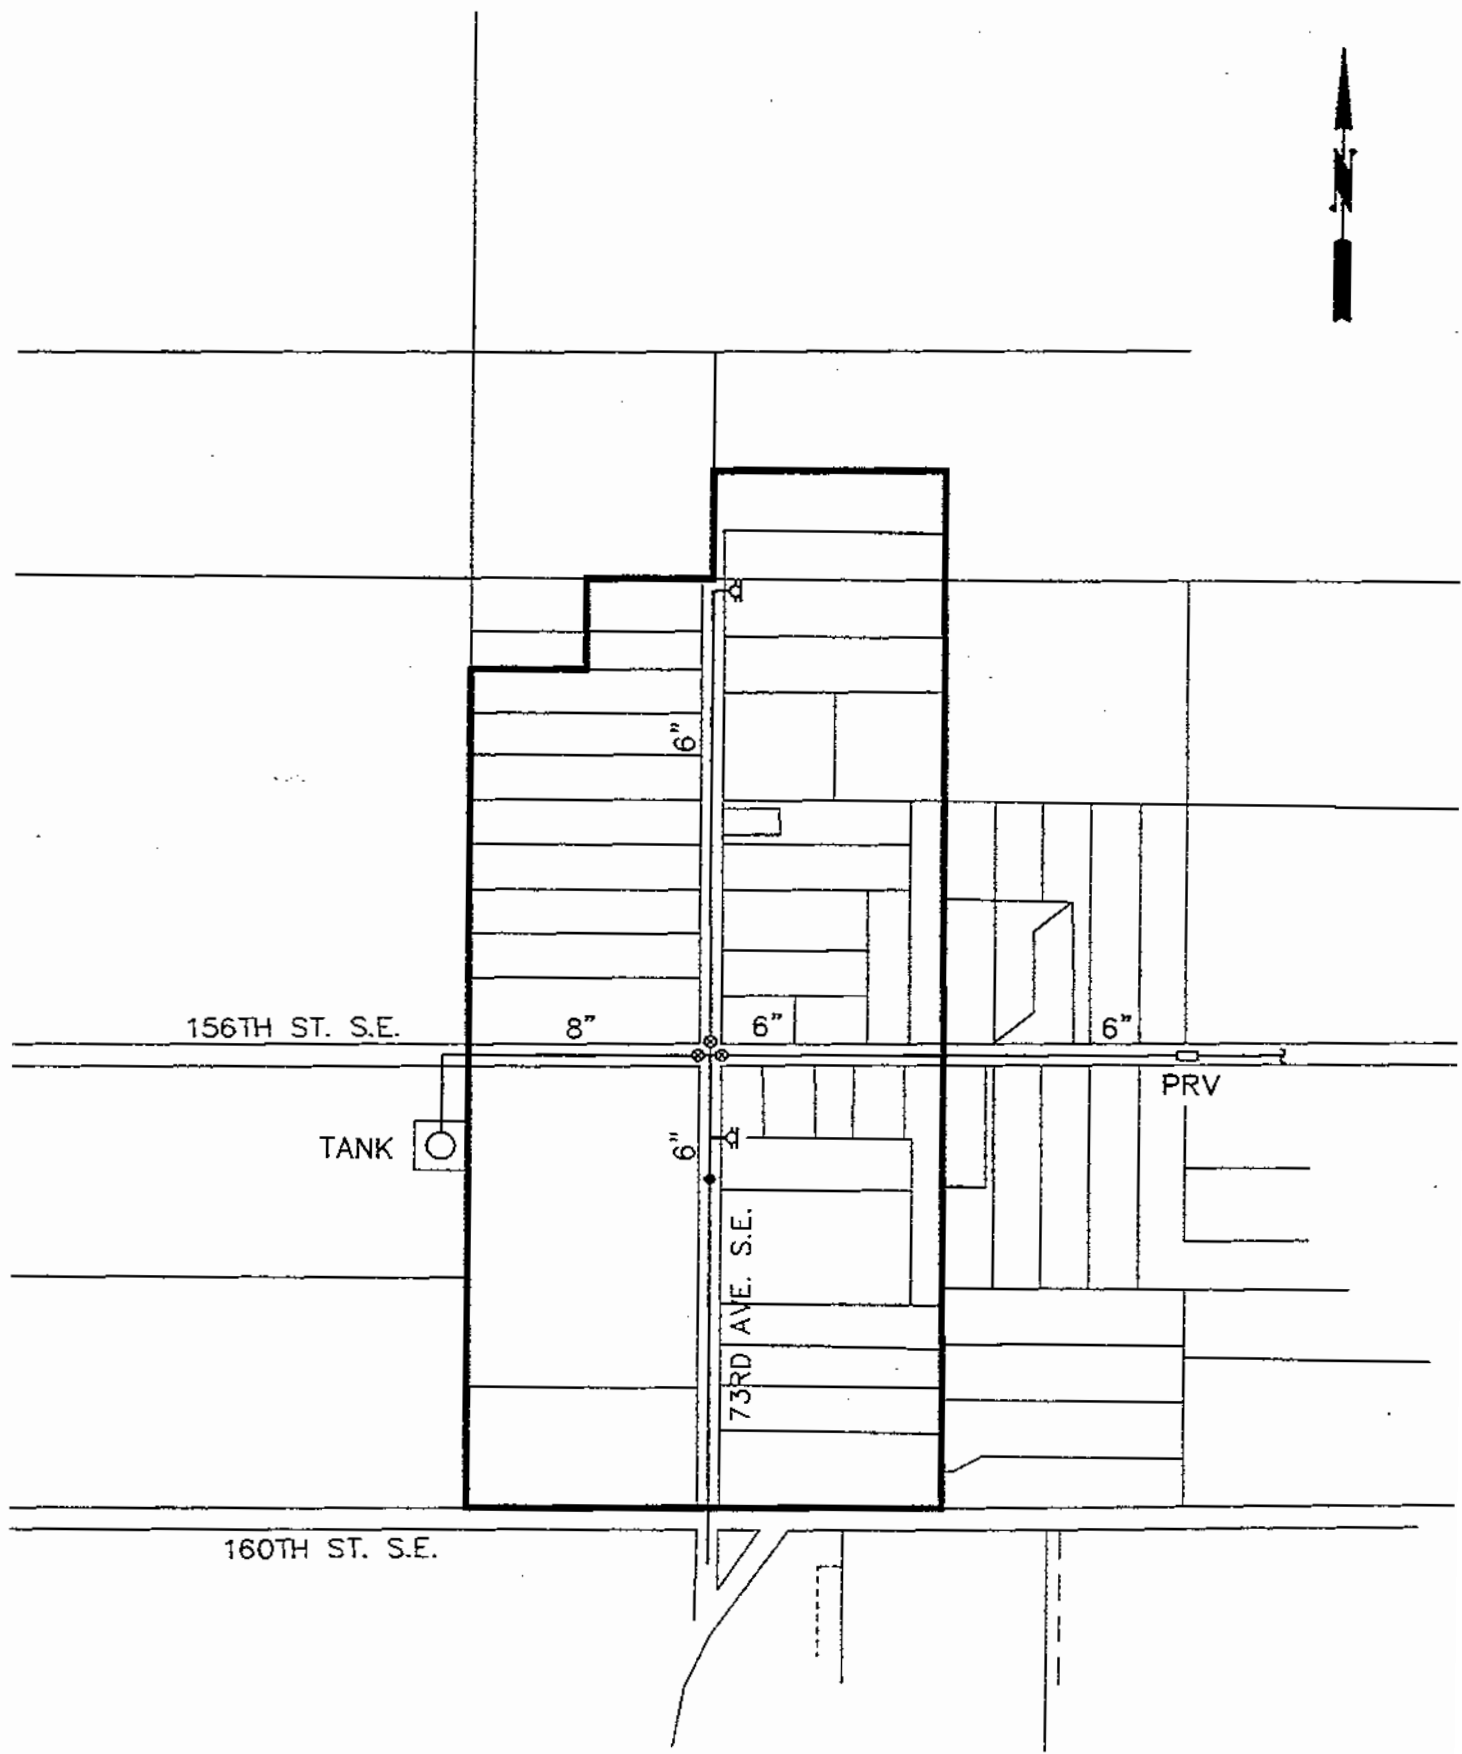 N
6"
156TH ST. S.E.
8"
6"
6"
PRV
TANK
6"
73RD AVE. S.E.
160TH ST. S.E.